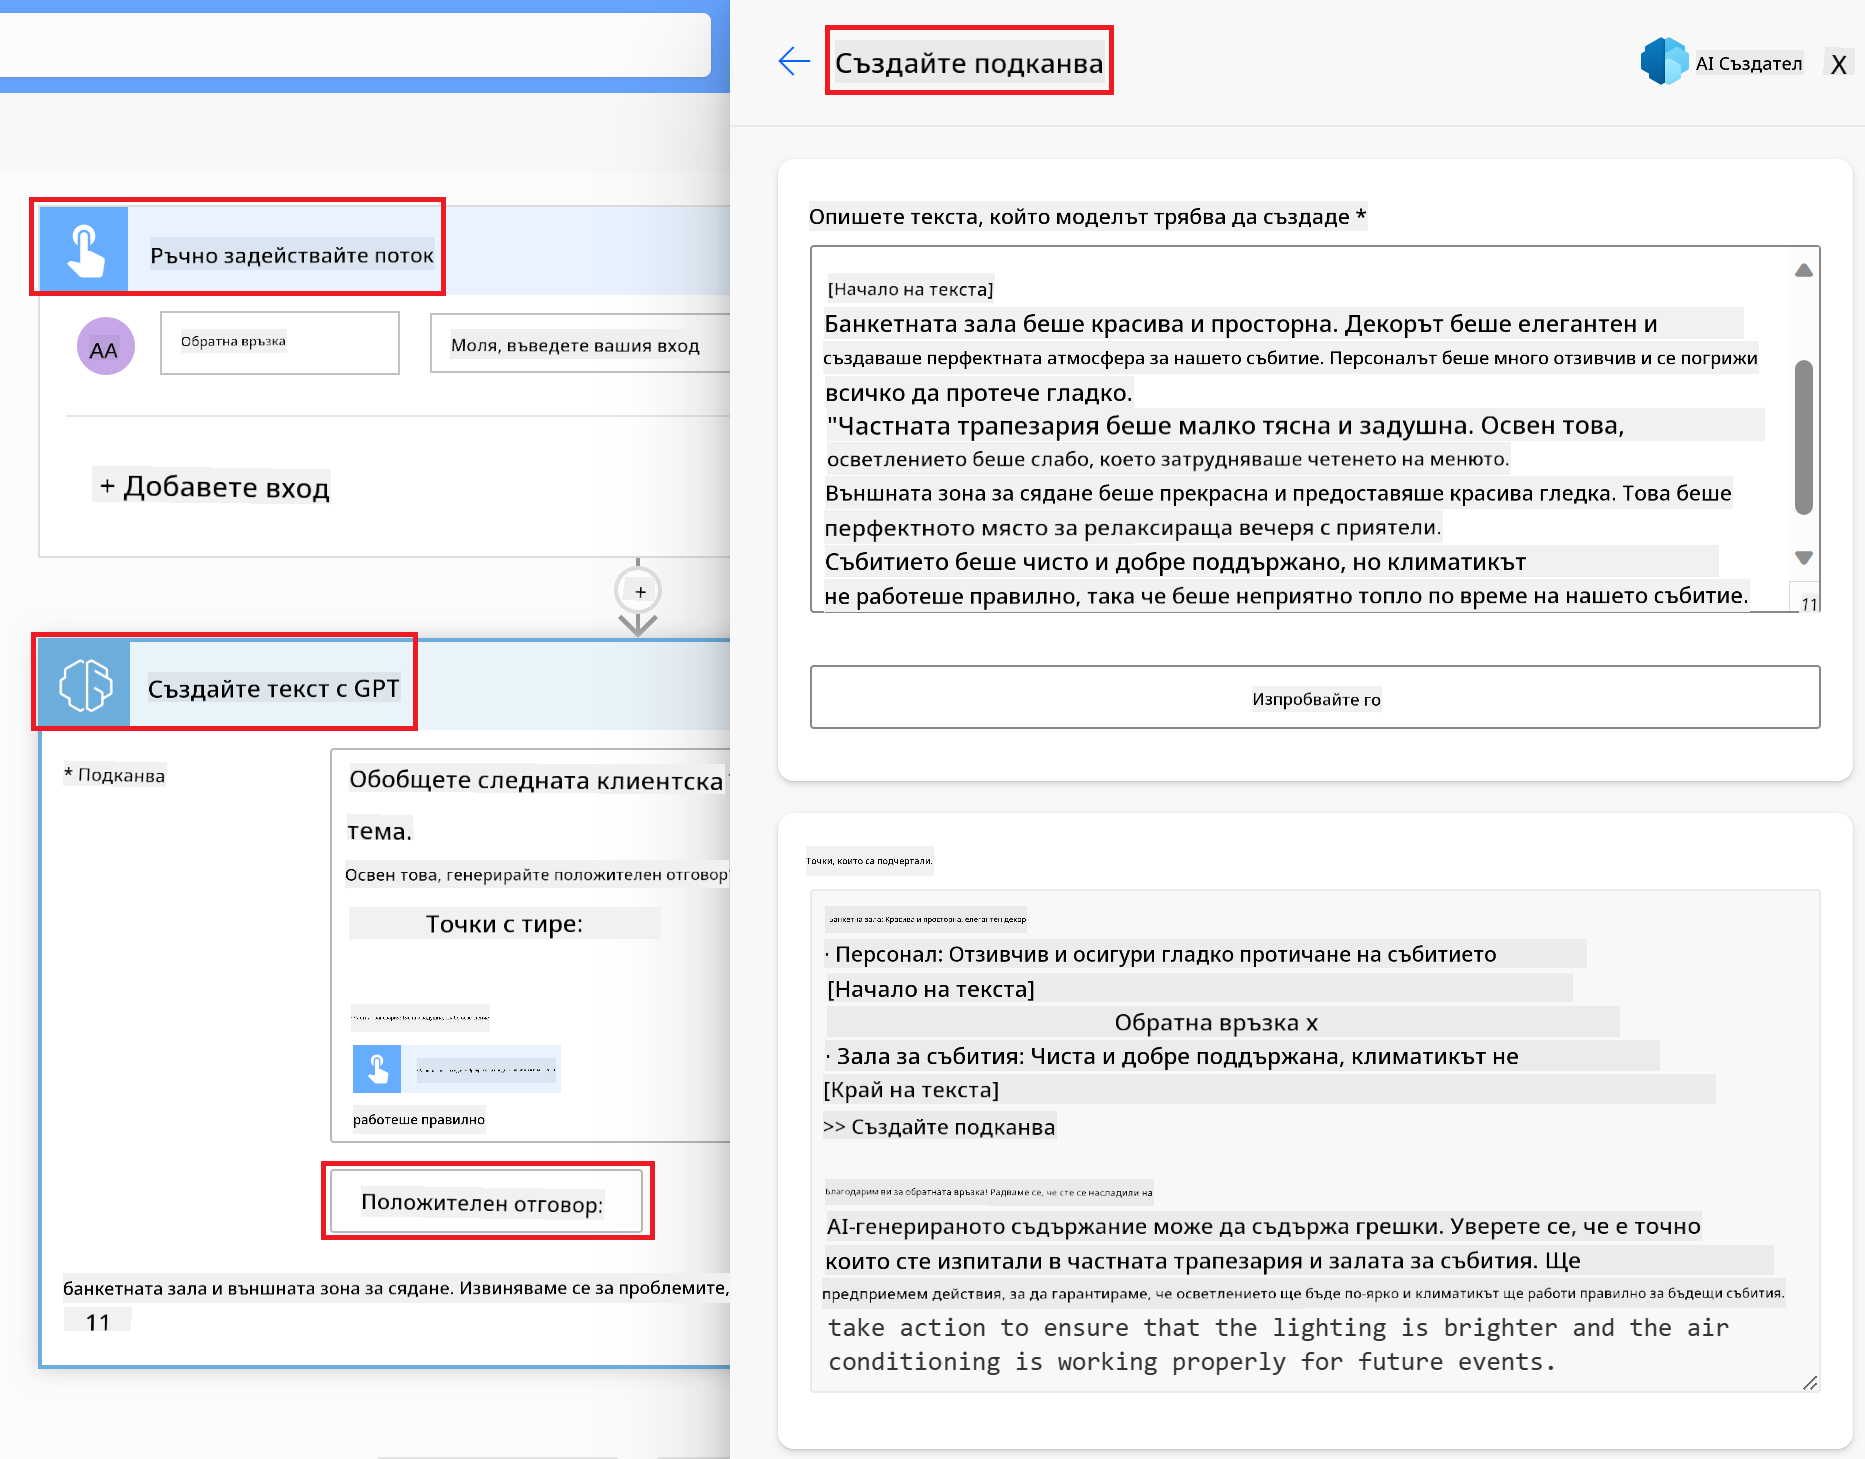 Ръчно задействайте поток
АА
Обратна връзка
Моля, въведете вашия вход
+ Добавете вход
+
Създайте текст с GPT
* Подканва
Обобщете следната клиентска
тема.
Освен това, генерирайте положителен отговор
Точки с тире:
работеше правилно
Положителен отговор:
банкетната зала и външната зона за сядане. Извиняваме се за проблемите,
11
Създайте подканва
AI Създател
X
Опишете текста, който моделът трябва да създаде *
[Начало на текста]
Банкетната зала беше красива и просторна. Декорът беше елегантен и
създаваше перфектната атмосфера за нашето събитие. Персоналът беше много отзивчив и се погрижи
всичко да протече гладко.
"Частната трапезария беше малко тясна и задушна. Освен това,
осветлението беше слабо, което затрудняваше четенето на менюто.
Външната зона за сядане беше прекрасна и предоставяше красива гледка. Това беше
перфектното място за релаксираща вечеря с приятели.
Събитието беше чисто и добре поддържано, но климатикът
не работеше правилно, така че беше неприятно топло по време на нашето събитие.
11
Изпробвайте го
Точки, които са подчертали.
Банкетна зала: Красива и просторна, елегантен декор
· Персонал: Отзивчив и осигури гладко протичане на събитието
[Начало на текста]
Обратна връзка x
· Зала за събития: Чиста и добре поддържана, климатикът не
[Край на текста]
>> Създайте подканва
Благодарим ви за обратната връзка! Радваме се, че сте се насладили на
AI-генерираното съдържание може да съдържа грешки. Уверете се, че е точно
които сте изпитали в частната трапезария и залата за събития. Ще
предприемем действия, за да гарантираме, че осветлението ще бъде по-ярко и климатикът ще работи правилно за бъдещи събития.
take action to ensure that the lighting is brighter and the air
conditioning is working properly for future events.